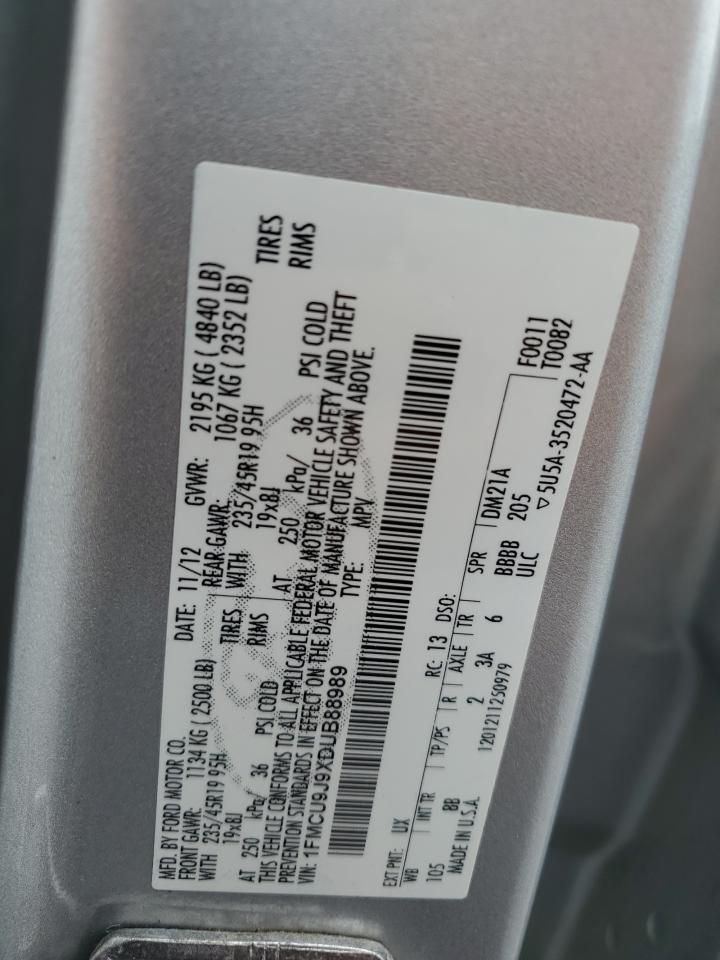 MFD. BY FORD MOTOR CO. DATE: 11/12 GVWR: 2195 KG ( 4840 LB)
FRONT GAWR: 1134 KG ( 2500 LB) REAR GAWR: 1067 KG ( 2352 LB)
WITH 235/45R19 95H TIRES WITH 235/45R19 95H TIRES
19x8J RIMS 19x8J RIMS
AT 250 kPa/ 36 PSI COLD AT 250 kPa/ 36 PSI COLD
THIS VEHICLE CONFORMS TO ALL APPLICABLE FEDERAL MOTOR VEHICLE SAFETY AND THEFT
PREVENTION STANDARDS IN EFFECT ON THE DATE OF MANUFACTURE SHOWN ABOVE.
VIN: 1FMCU9J9XDUB88989 TYPE: MPV
EXT PNT: UX RC: 13 DSO: F0011
WB INT TR TP/PS R AXLE TR SPR DM21A T0082
105 BB 2 3A 6 BBBB 205
MADE IN U.S.A. 1201211250979 ULC ▽5U5A-3520472-AA